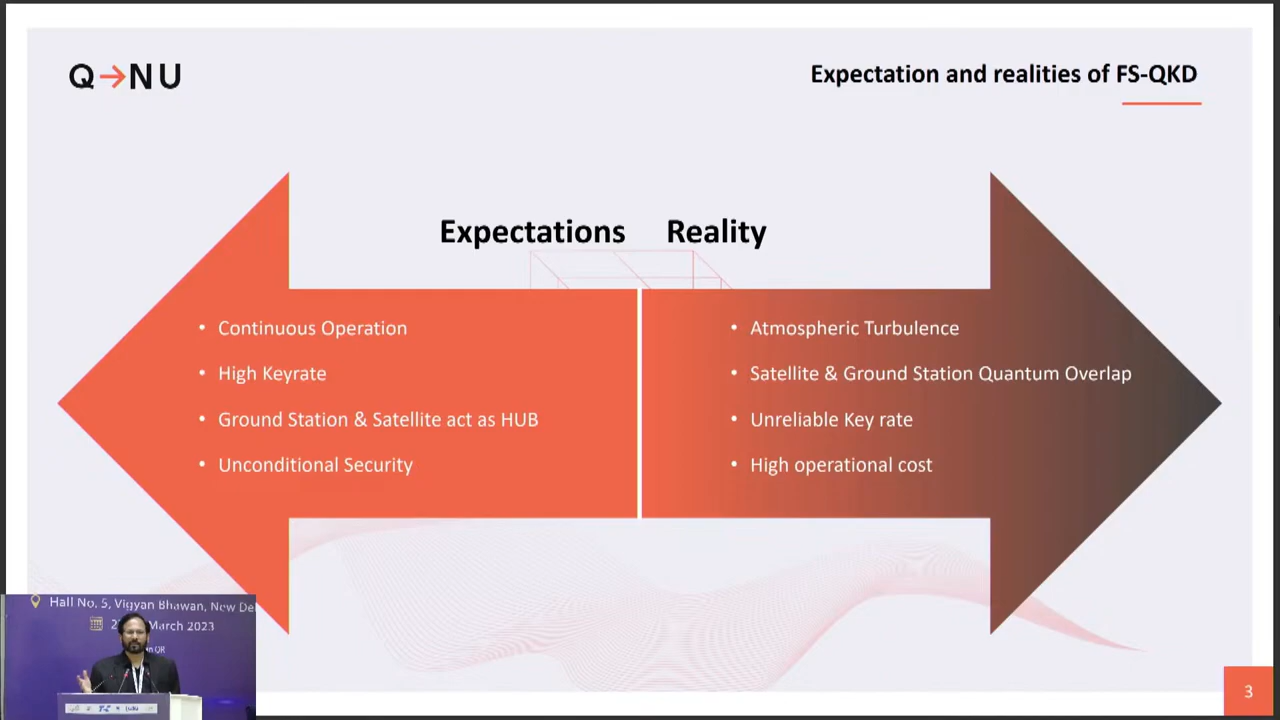 Q→NU
Expectation and realities of FS-QKD
Expectations
Reality
• Continuous Operation
• High Keyrate
• Ground Station & Satellite act as HUB
• Unconditional Security
• Atmospheric Turbulence
• Satellite & Ground Station Quantum Overlap
• Unreliable Key rate
• High operational cost
Hall No. 5, Vigyan Bhawan, New De
March 2023
QR
3